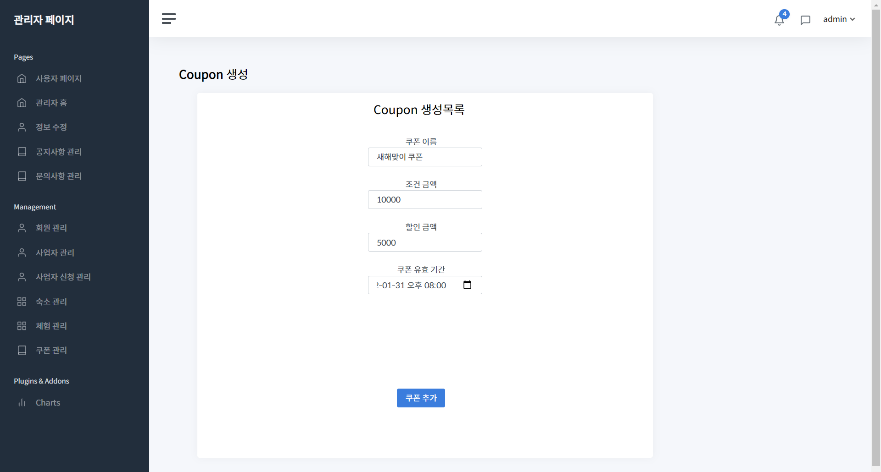 관리자 페이지
4
admin
Pages
사용자 페이지
관리자 홈
정보 수정
공지사항 관리
문의사항 관리
Management
회원 관리
사업자 관리
사업자 신청 관리
숙소 관리
체험 관리
쿠폰 관리
Plugins & Addons
Charts
Coupon 생성
Coupon 생성목록
쿠폰 이름
새해맞이 쿠폰
조건 금액
10000
할인 금액
5000
쿠폰 유효 기간
-01-31 오후 08:00
쿠폰 추가